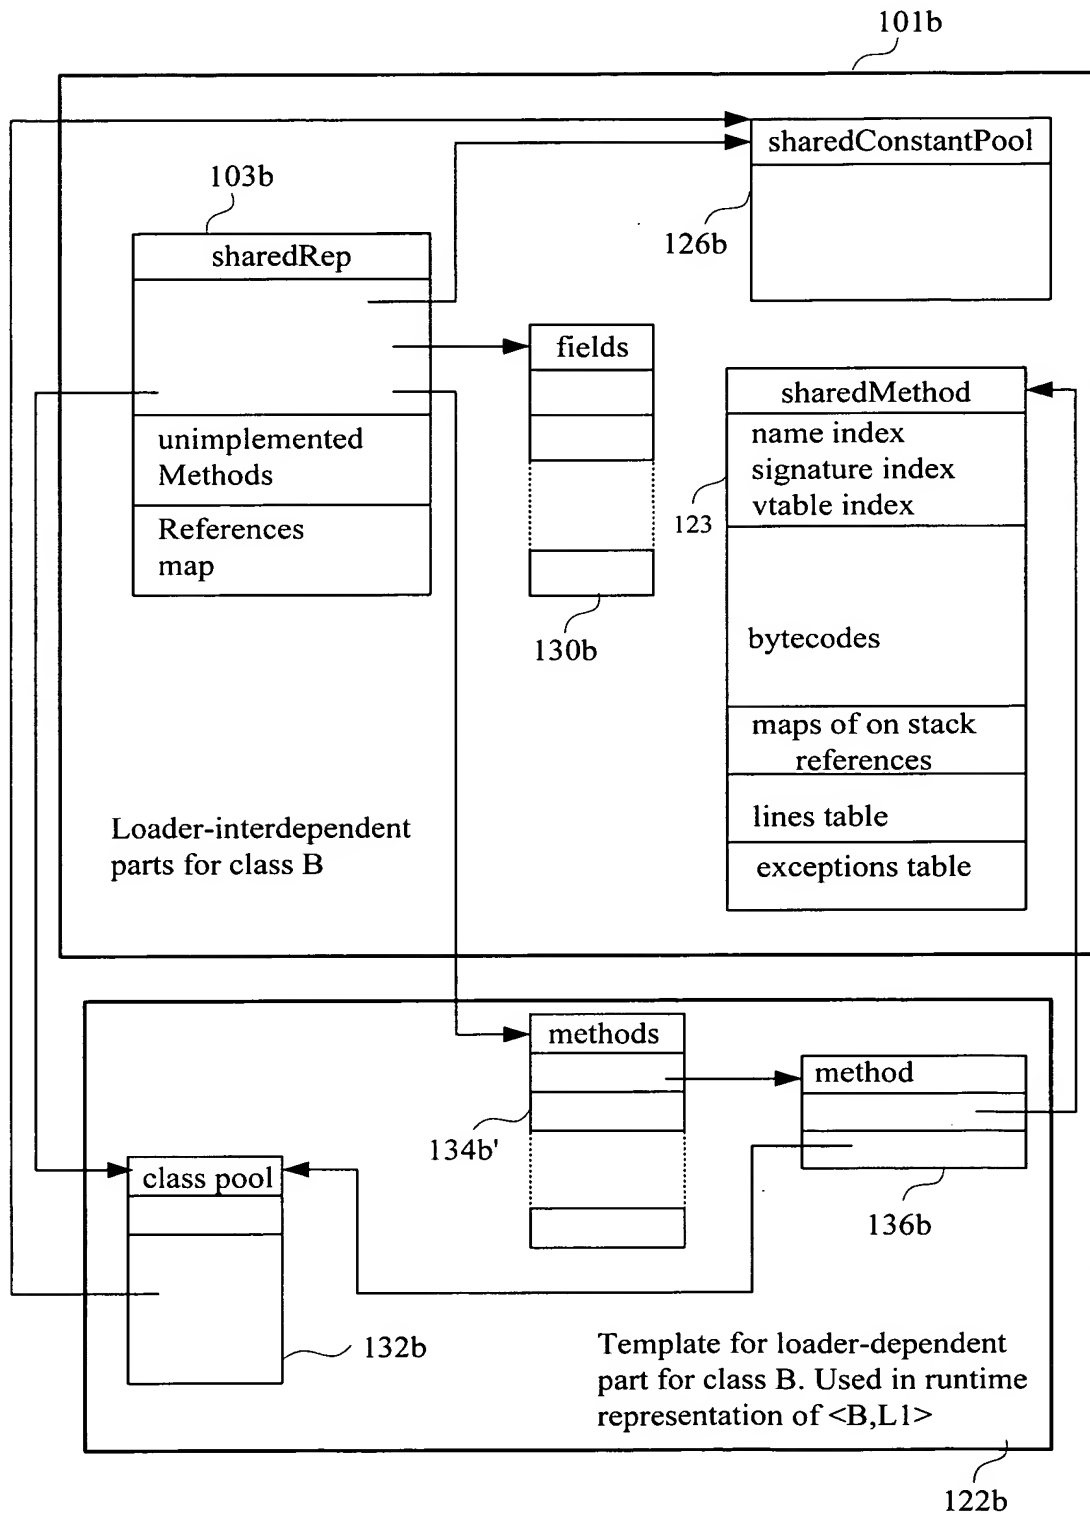 101b
sharedConstantPool
103b
126b
sharedRep
fields
sharedMethod
unimplemented
Methods
name index
signature index
vtable index
123
References
map
130b
bytecodes
maps of on stack
references
Loader-interdependent
parts for class B
lines table
exceptions table
methods
method
134b'
class pool
136b
132b
Template for loader-dependent
part for class B. Used in runtime
representation of <B,L1>
122b